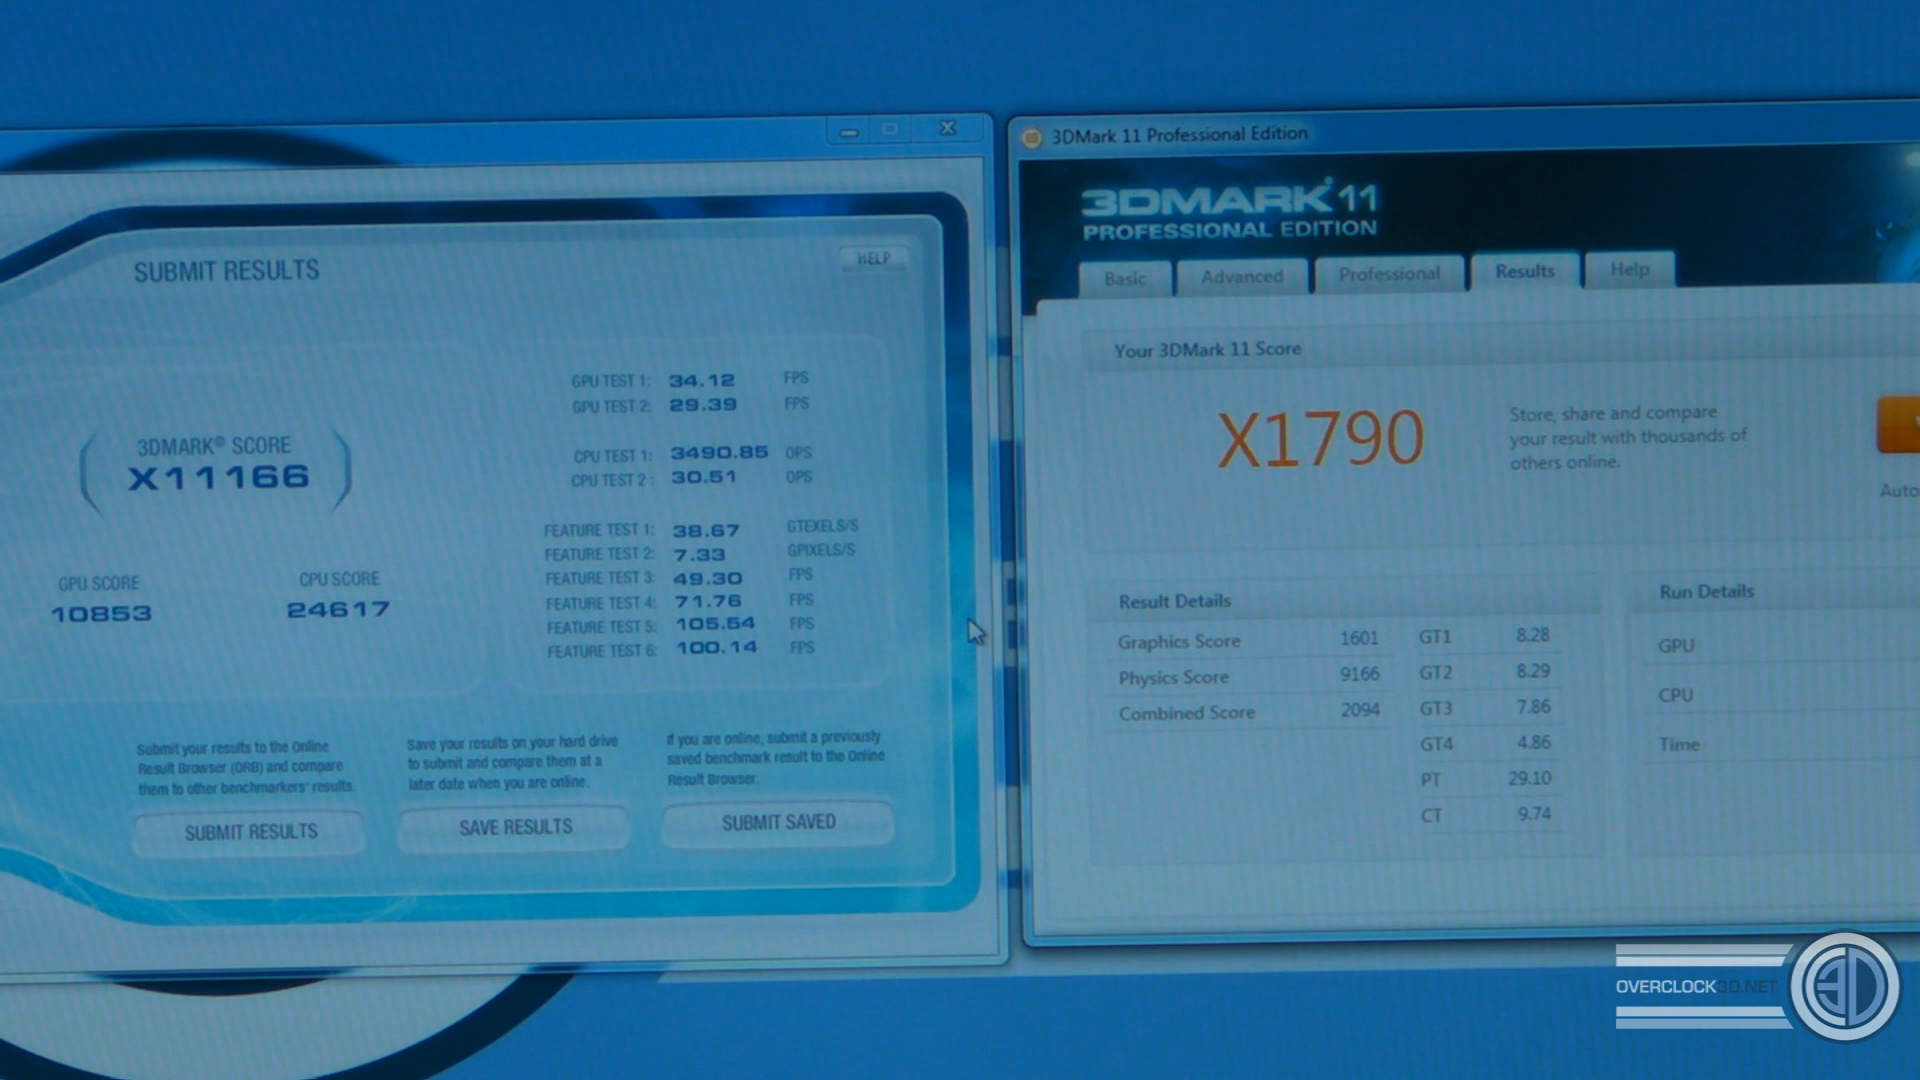 SUBMIT RESULTS
HELP
GPU TEST 1: 34.12 FPS
GPU TEST 2: 29.39 FPS
3DMARK® SCORE
X11166
CPU TEST 1: 3490.85 OPS
CPU TEST 2 : 30.51 OPS
FEATURE TEST 1: 38.67 GTEXELS/S
FEATURE TEST 2: 7.33 GPIXELS/S
FEATURE TEST 3: 49.30 FPS
FEATURE TEST 4: 71.76 FPS
FEATURE TEST 5: 105.54 FPS
FEATURE TEST 6: 100.14 FPS
GPU SCORE
10853
CPU SCORE
24617
Submit your results to the Online
Result Browser (ORB) and compare
them to other benchmarkers' results.
SUBMIT RESULTS
Save your results on your hard drive
to submit and compare them at a
later date when you are online.
SAVE RESULTS
If you are online, submit a previously
saved benchmark result to the Online
Result Browser.
SUBMIT SAVED
3DMark 11 Professional Edition
3DMARK 11
PROFESSIONAL EDITION
Basic Advanced Professional Results Help
Your 3DMark 11 Score
X1790
Store, share and compare
your result with thousands of
others online.
Auto
Result Details
Graphics Score 1601
Physics Score 9166
Combined Score 2094
GT1 8.28
GT2 8.29
GT3 7.86
GT4 4.86
PT 29.10
CT 9.74
Run Details
GPU
CPU
Time
OVERCLOCK3D.NET
3D